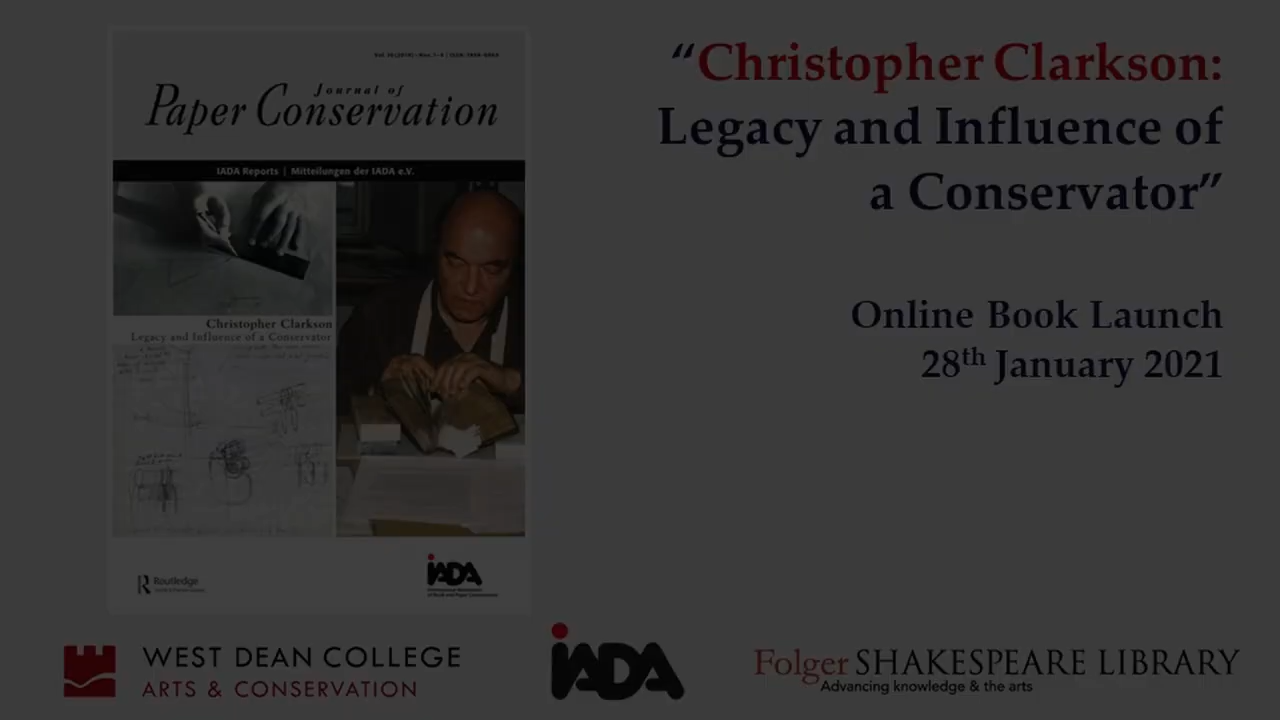 Journal of
Paper Conservation
IADA Reports | Mitteilungen der IADA e.V.
Christopher Clarkson
Legacy and Influence of a Conservator
Routledge
iADA
“Christopher Clarkson:
Legacy and Influence of
a Conservator”
Online Book Launch
28th January 2021
WEST DEAN COLLEGE
ARTS & CONSERVATION
iADA
Folger SHAKESPEARE LIBRARY
Advancing knowledge & the arts